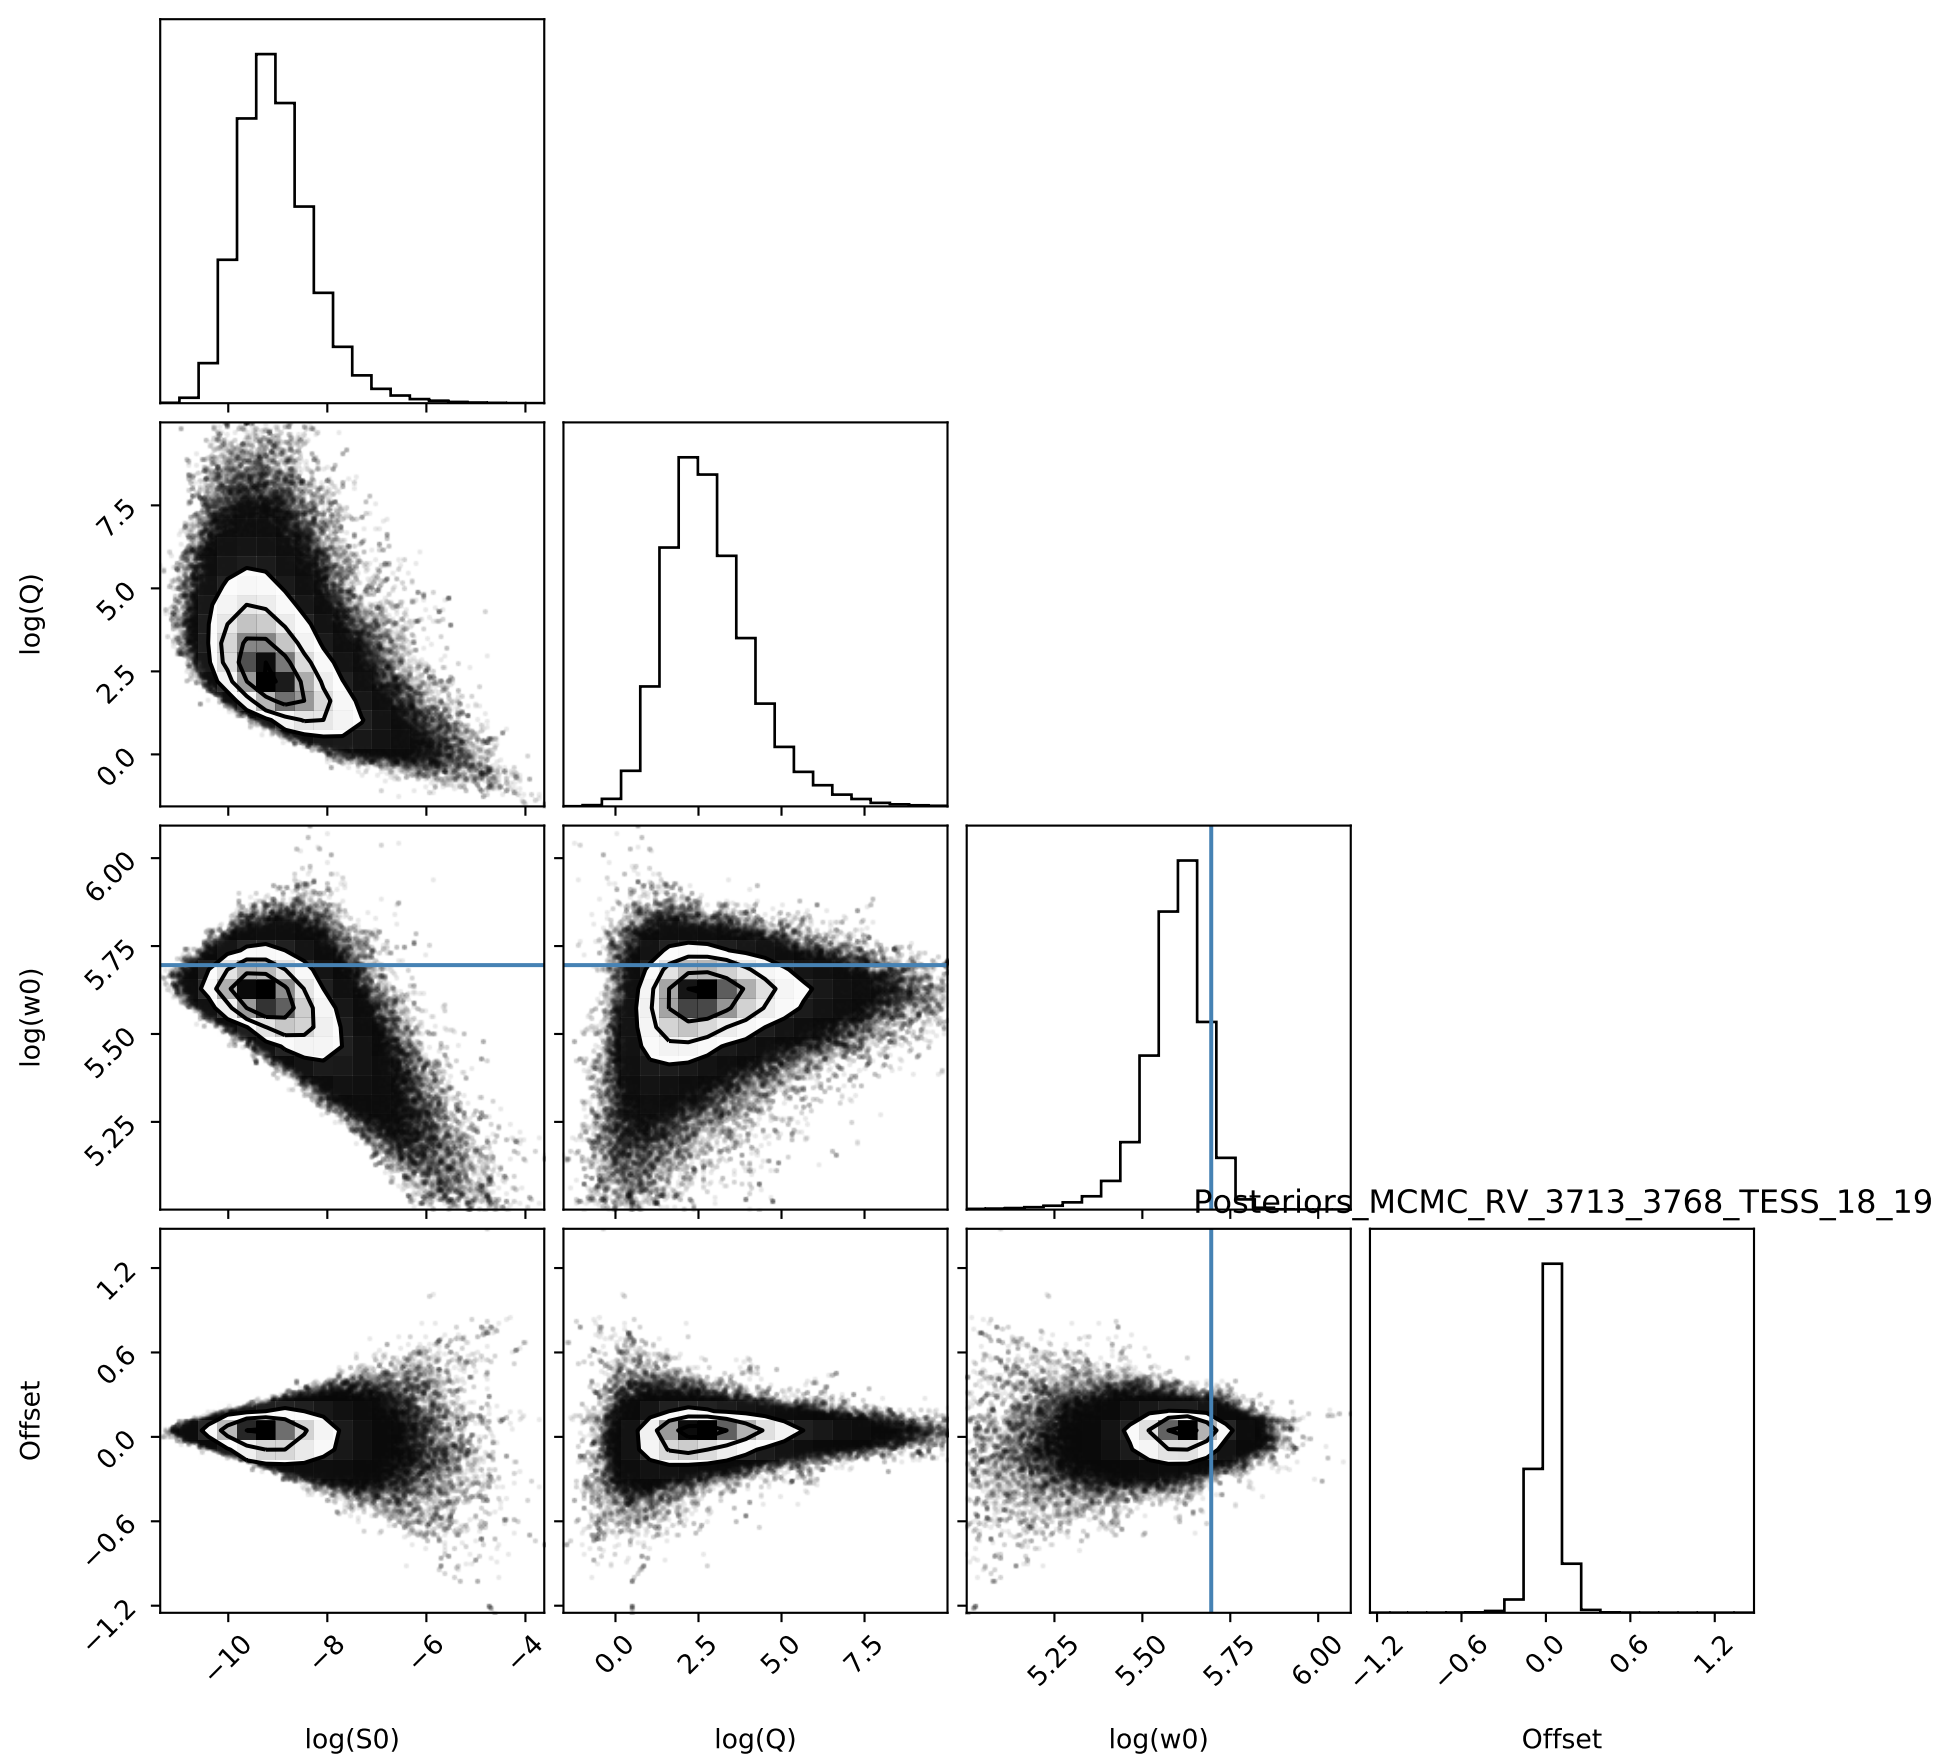 log(Q)
7.5
5.0
2.5
0.0
log(w0)
6.00
5.75
5.50
5.25
Posteriors_MCMC_RV_3713_3768_TESS_18_19
Offset
1.2
0.6
0.0
−0.6
−1.2
−10 −8 −6 −4 0.0 2.5 5.0 7.5 5.25 5.50 5.75 6.00 −1.2 −0.6 0.0 0.6 1.2
log(S0) log(Q) log(w0) Offset